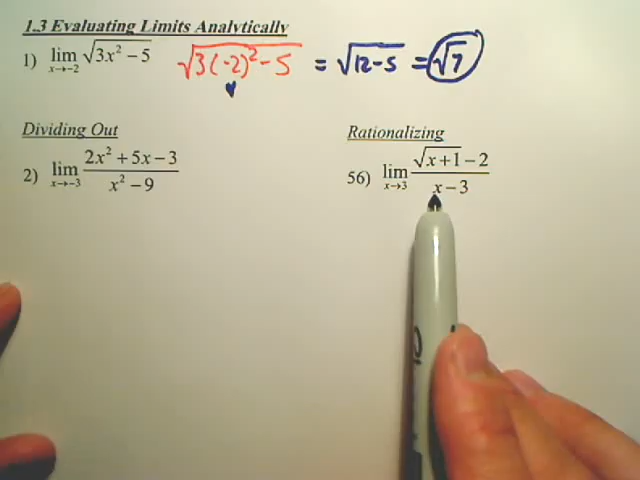 1.3 Evaluating Limits Analytically
1) lim x→-2 √(3x² - 5) √(3(-2)² - 5) = √(12 - 5) = √7
Dividing Out
2) lim x→-3 (2x² + 5x - 3)/(x² - 9)
Rationalizing
56) lim x→3 (√(x+1) - 2)/(x - 3)